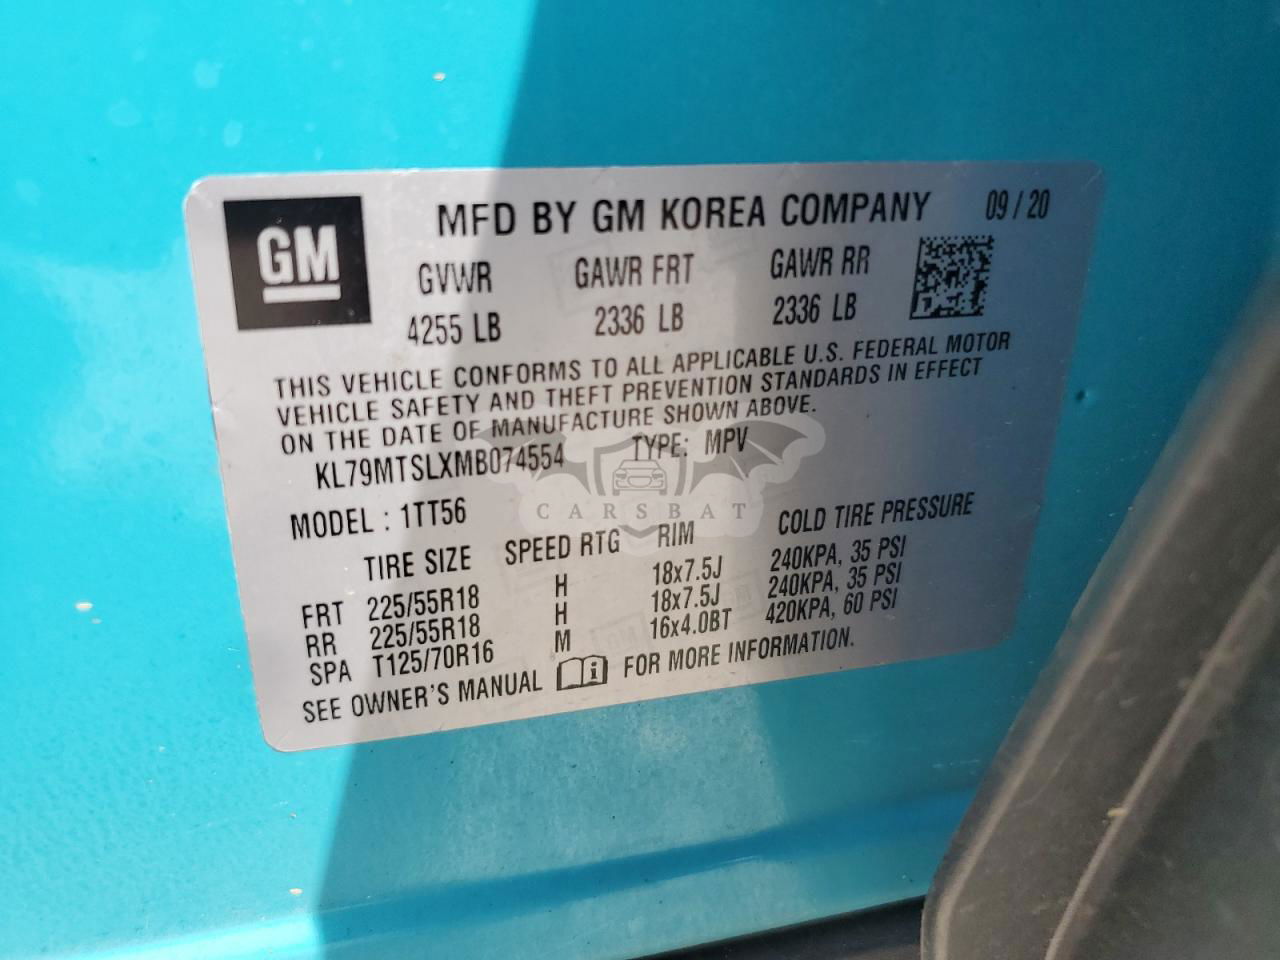 GM
MFD BY GM KOREA COMPANY 09 / 20
GVWR GAWR FRT GAWR RR
4255 LB 2336 LB 2336 LB
THIS VEHICLE CONFORMS TO ALL APPLICABLE U.S. FEDERAL MOTOR
VEHICLE SAFETY AND THEFT PREVENTION STANDARDS IN EFFECT
ON THE DATE OF MANUFACTURE SHOWN ABOVE.
KL79MTSLXMB074554 TYPE: MPV
CARSBAT
MODEL : 1TT56
TIRE SIZE SPEED RTG RIM COLD TIRE PRESSURE
FRT 225/55R18 H 18x7.5J 240KPA, 35 PSI
RR 225/55R18 H 18x7.5J 240KPA, 35 PSI
SPA T125/70R16 M 16x4.0BT 420KPA, 60 PSI
SEE OWNER'S MANUAL i FOR MORE INFORMATION.